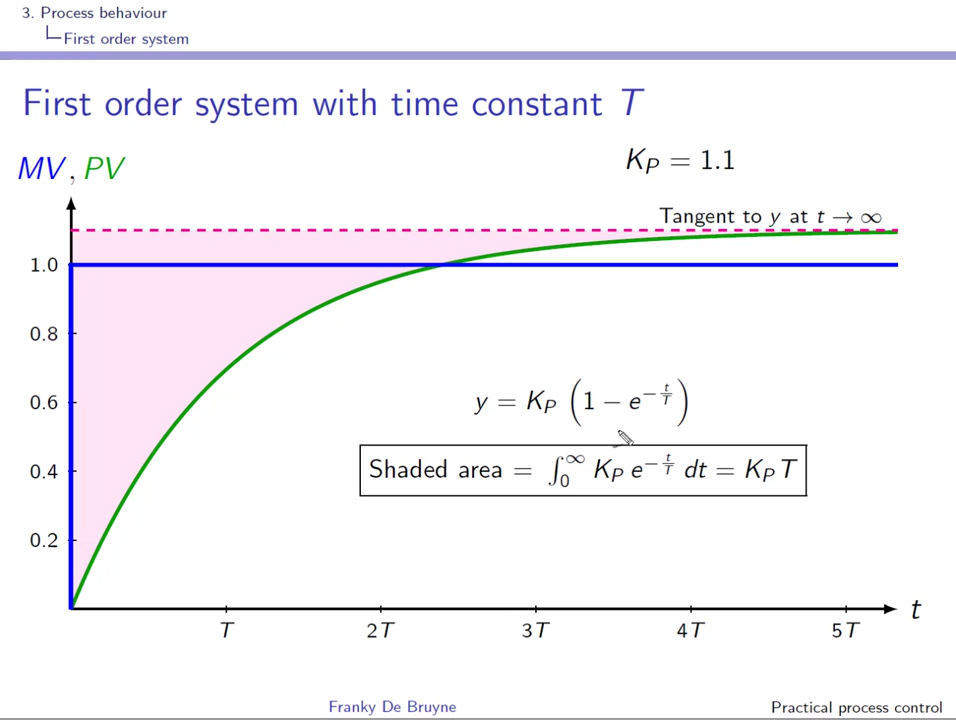 3. Process behaviour
First order system
First order system with time constant T
MV, PV
K_P = 1.1
Tangent to y at t → ∞
1.0
0.8
0.6
y = K_P (1 − e^{−t/T})
0.4
Shaded area = ∫_0^∞ K_P e^{−t/T} dt = K_P T
0.2
t
T 2T 3T 4T 5T
Franky De Bruyne Practical process control